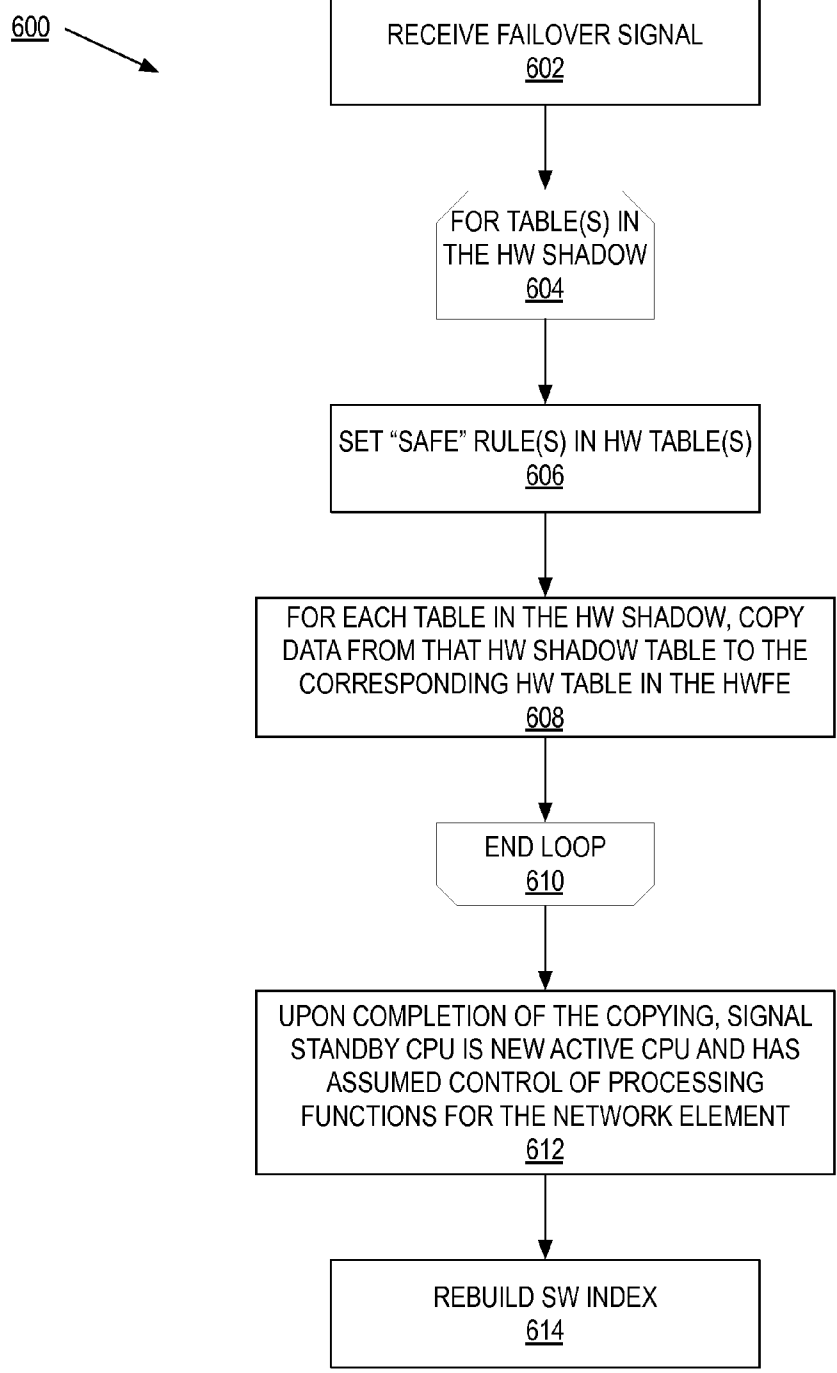 600
RECEIVE FAILOVER SIGNAL
602
FOR TABLE(S) IN
THE HW SHADOW
604
SET “SAFE” RULE(S) IN HW TABLE(S)
606
FOR EACH TABLE IN THE HW SHADOW, COPY
DATA FROM THAT HW SHADOW TABLE TO THE
CORRESPONDING HW TABLE IN THE HWFE
608
END LOOP
610
UPON COMPLETION OF THE COPYING, SIGNAL
STANDBY CPU IS NEW ACTIVE CPU AND HAS
ASSUMED CONTROL OF PROCESSING
FUNCTIONS FOR THE NETWORK ELEMENT
612
REBUILD SW INDEX
614